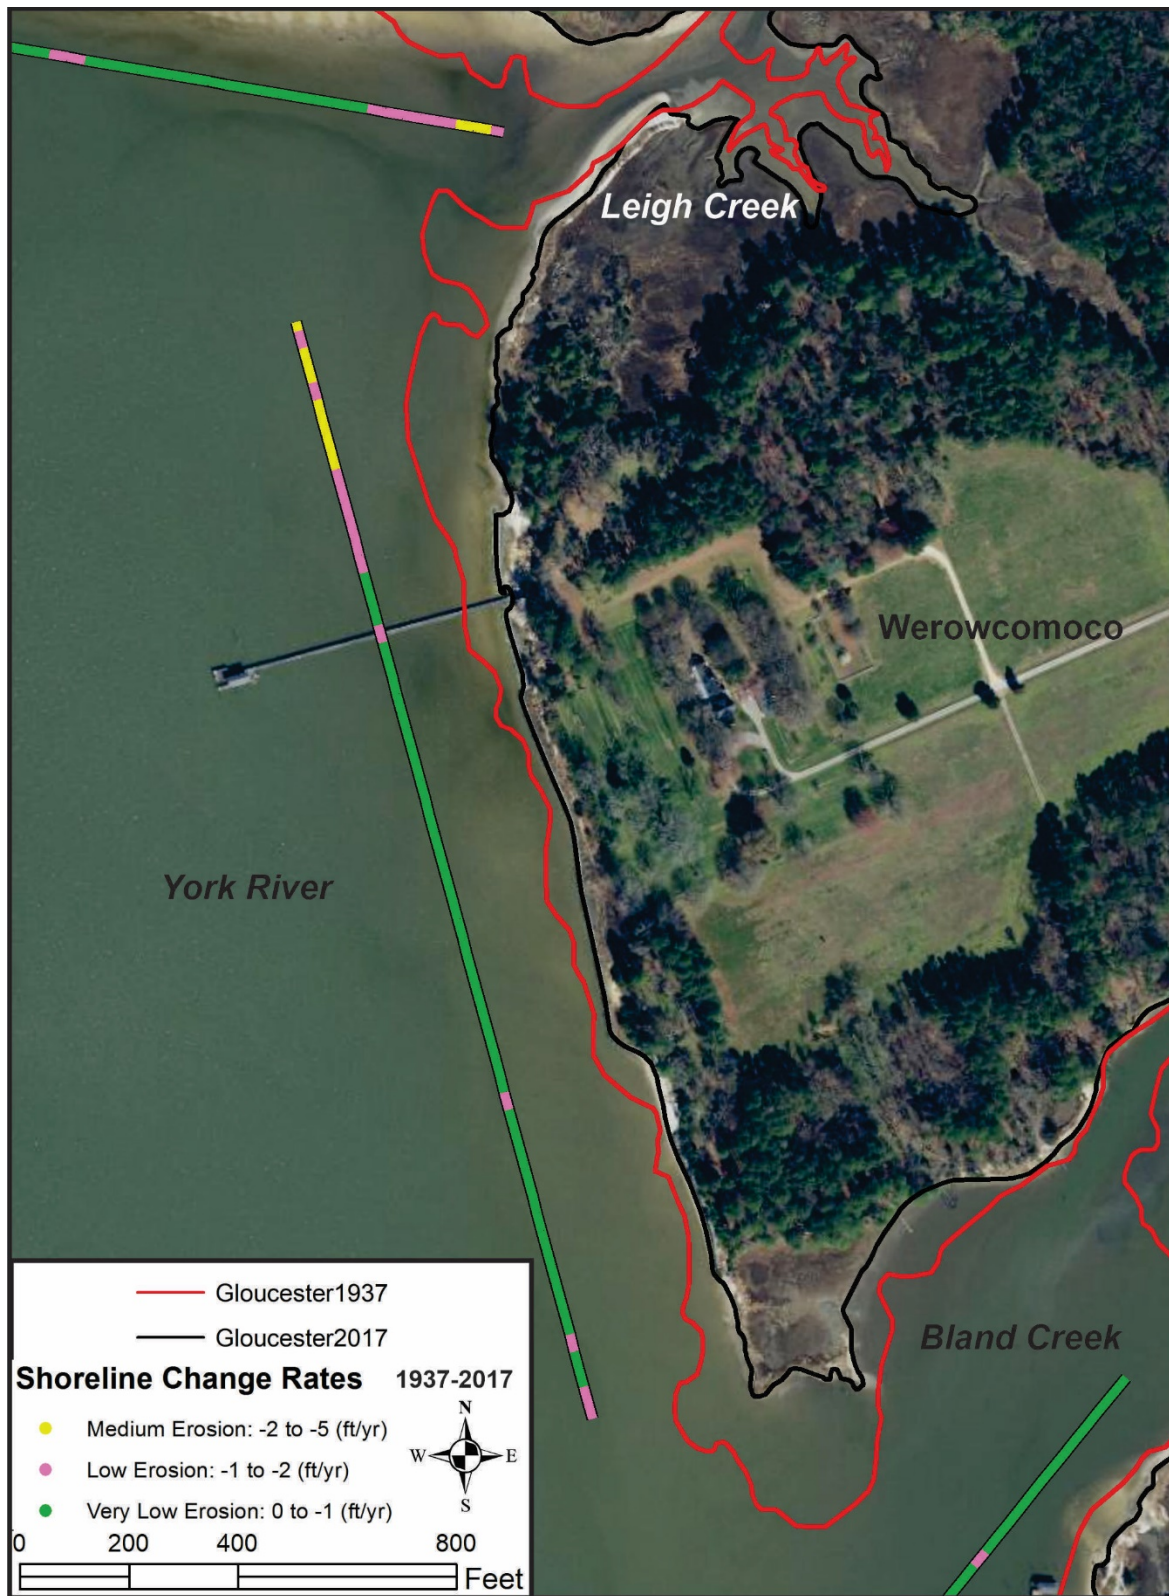 Leigh Creek
Werowcomoco
York River
Bland Creek
Gloucester1937
Gloucester2017
Shoreline Change Rates 1937-2017
Medium Erosion: -2 to -5 (ft/yr)
Low Erosion: -1 to -2 (ft/yr)
Very Low Erosion: 0 to -1 (ft/yr)
N
W E
S
0 200 400 800
Feet